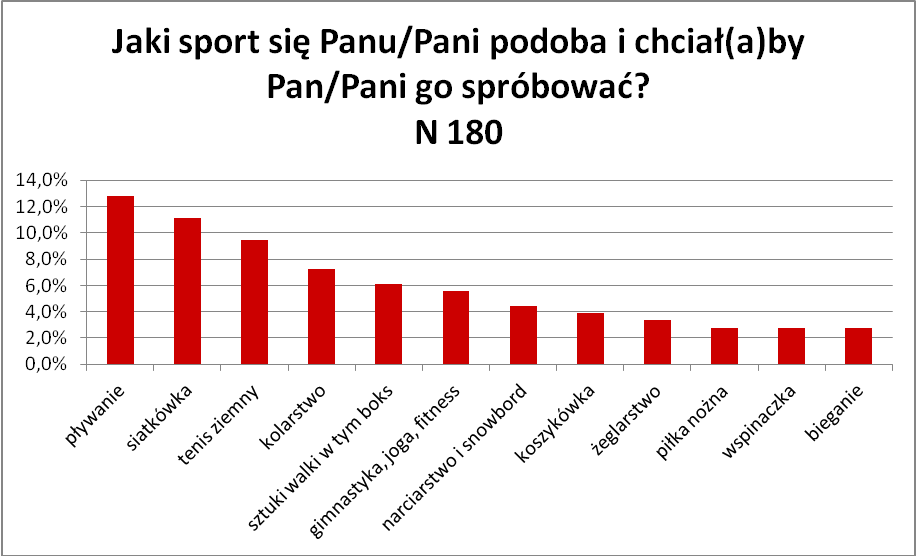 Jaki sport się Panu/Pani podoba i chciał(a)by
Pan/Pani go spróbować?
N 180
14,0%
12,0%
10,0%
8,0%
6,0%
4,0%
2,0%
0,0%
pływanie
siatkówka
tenis ziemny
kolarstwo
sztuki walki w tym boks
gimnastyka, joga, fitness
narciarstwo i snowbord
koszykówka
żeglarstwo
piłka nożna
wspinaczka
bieganie